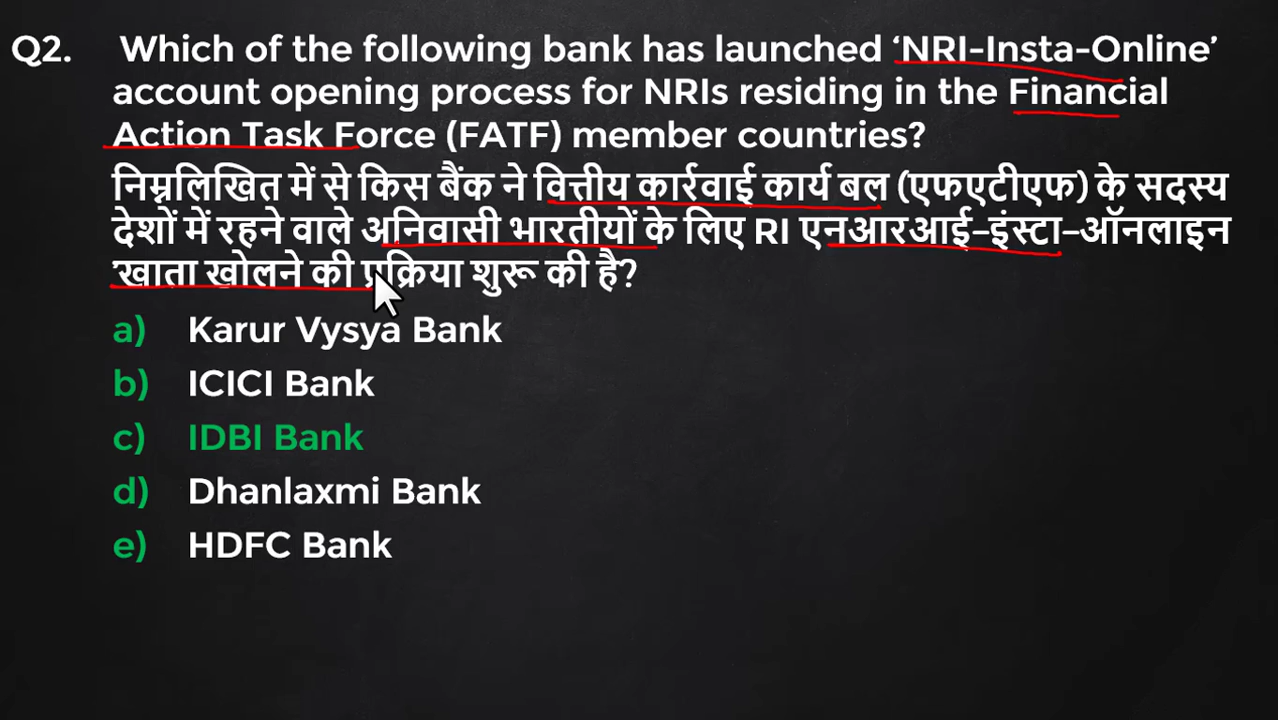 Q2. Which of the following bank has launched ‘NRI-Insta-Online’
account opening process for NRIs residing in the Financial
Action Task Force (FATF) member countries?
निम्नलिखित में से किस बैंक ने वित्तीय कार्रवाई कार्य बल (एफएटीएफ) के सदस्य
देशों में रहने वाले अनिवासी भारतीयों के लिए RI एनआरआई-इंस्टा-ऑनलाइन
'खाता खोलने की प्रक्रिया शुरू की है?
a) Karur Vysya Bank
b) ICICI Bank
c) IDBI Bank
d) Dhanlaxmi Bank
e) HDFC Bank